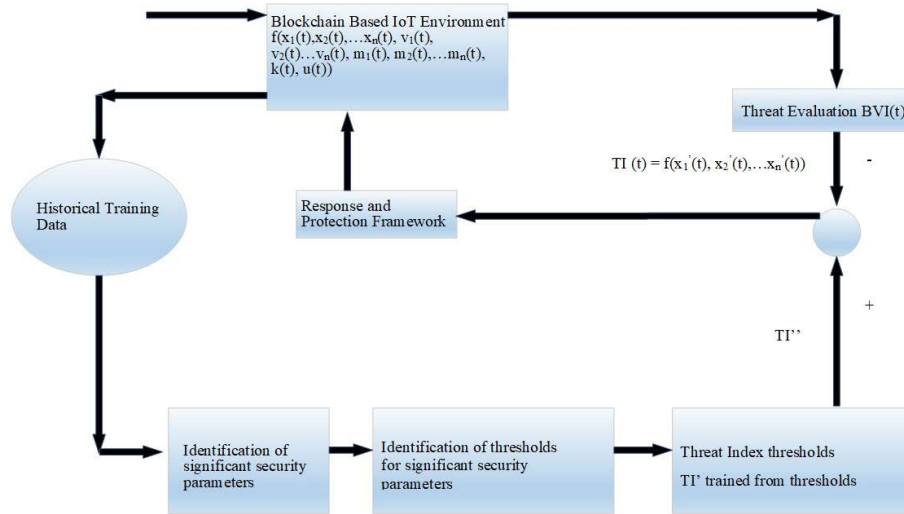 Blockchain Based IoT Environment
f(x₁(t),x₂(t),…xₙ(t), v₁(t),
v₂(t)…vₙ(t), m₁(t), m₂(t),…mₙ(t),
k(t), u(t))
Threat Evaluation BVI(t)
TI (t) = f(x₁'(t), x₂'(t),…xₙ'(t))
-
Historical Training
Data
Response and
Protection Framework
+
TI’’
Identification of
significant security
parameters
Identification of thresholds
for significant security
parameters
Threat Index thresholds
TI’ trained from thresholds